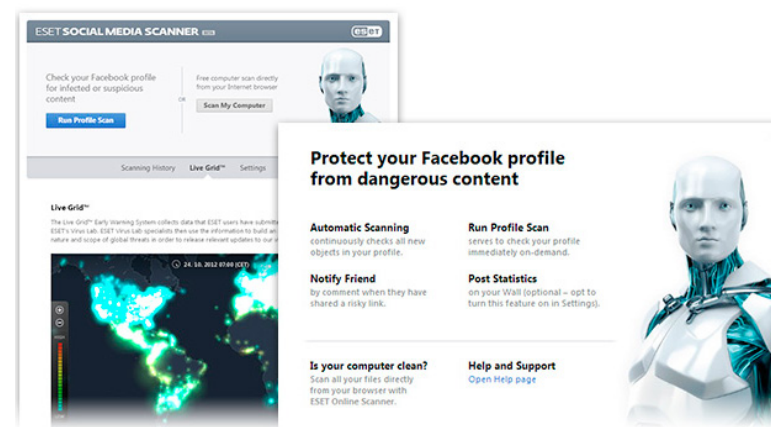 ESET SOCIAL MEDIA SCANNER BETA
eset
Check your Facebook profile
for infected or suspicious
content
Run Profile Scan
OR
Free computer scan directly
from your Internet browser
Scan My Computer
Scanning History Live Grid™ Settings
Live Grid™
The Live Grid™ Early Warning System collects data that ESET users have submitte
ESET's Virus Lab. ESET Virus Lab specialists then use the information to build an
nature and scope of global threats in order to release relevant updates to our vi
24. 10. 2012 07:00 (CET)
HIGH
LOW
Protect your Facebook profile
from dangerous content
Automatic Scanning
continuously checks all new
objects in your profile.
Run Profile Scan
serves to check your profile
immediately on-demand.
Notify Friend
by comment when they have
shared a risky link.
Post Statistics
on your Wall (optional – opt to
turn this feature on in Settings).
Is your computer clean?
Scan all your files directly
from your browser with
ESET Online Scanner.
Help and Support
Open Help page